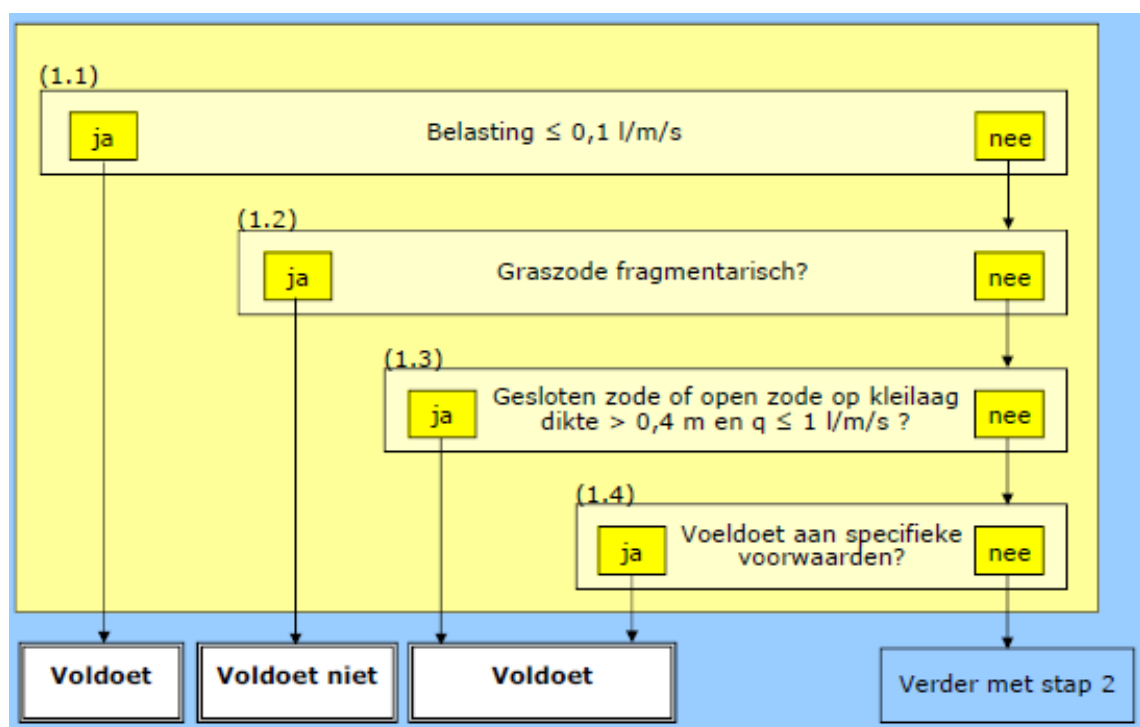 (1.1)
ja
Belasting ≤ 0,1 l/m/s
nee
(1.2)
ja
Graszode fragmentarisch?
nee
(1.3)
ja
Gesloten zode of open zode op kleilaag
dikte > 0,4 m en q ≤ 1 l/m/s ?
nee
(1.4)
ja
Voeldoet aan specifieke
voorwaarden?
nee
Voldoet
Voldoet niet
Voldoet
Verder met stap 2